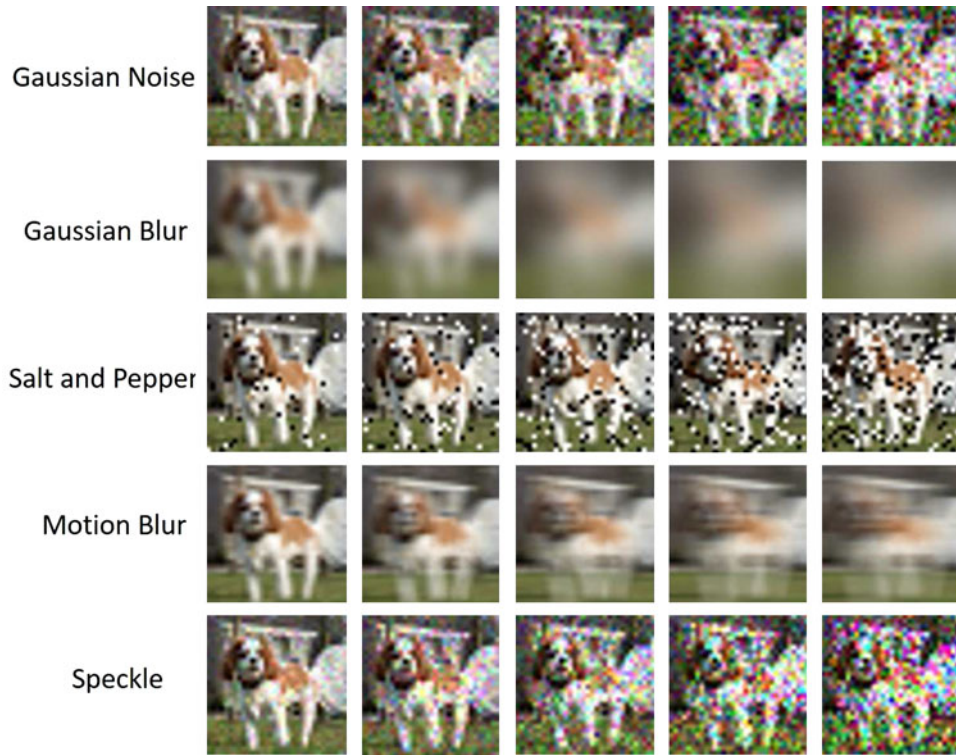 Gaussian Noise
Gaussian Blur
Salt and Pepper
Motion Blur
Speckle